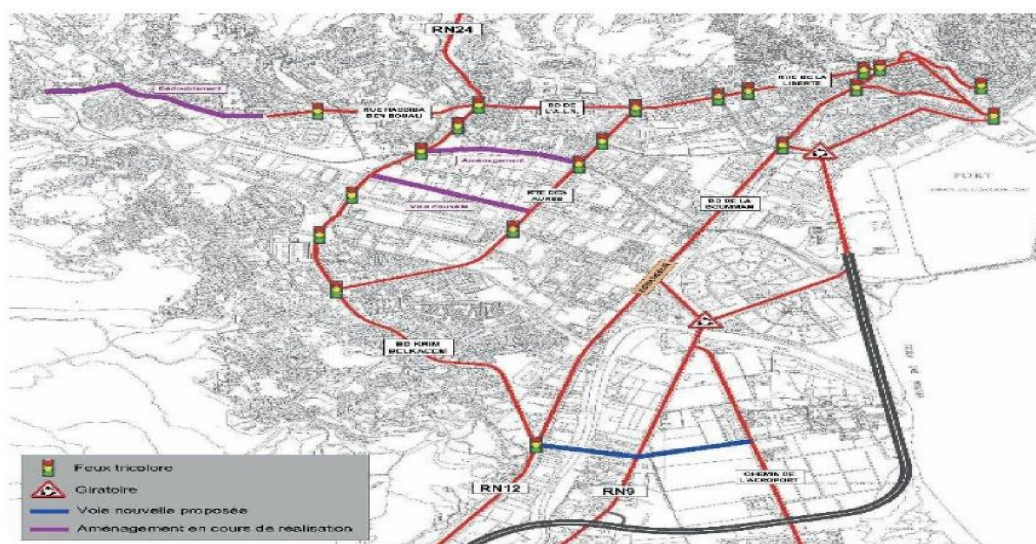 RN24
Dédoublement
RUE HASSIBA
BEN BOUALI
BD DE
L'A.L.N.
RUE DE LA
LIBERTE
Aménagement
Voie nouvelle
RTE DES
AURES
BD DE LA
SOUMMAM
PORT
BD KRIM
BELKACEM
RN12
RN9
CHEMIN DE
L'AEROPORT
Feux tricolore
Giratoire
Voie nouvelle proposée
Aménagement en cours de réalisation